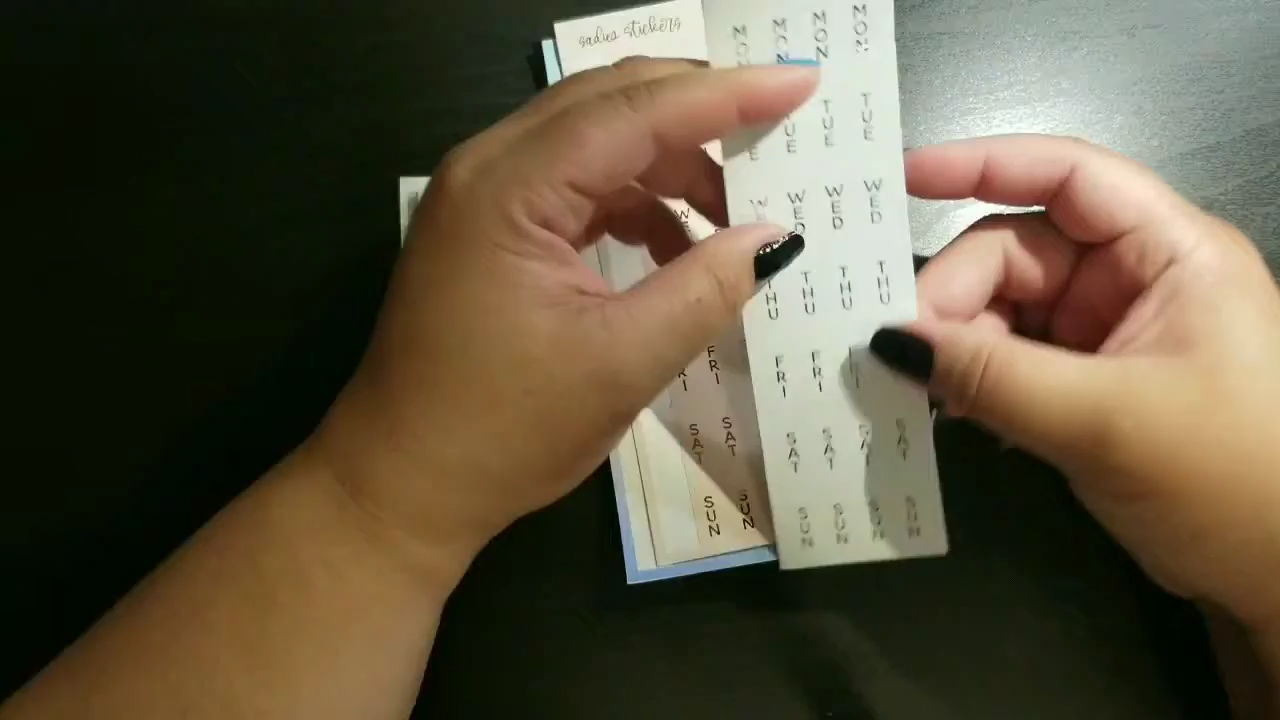 sadies stickers
MON MON MON MON
TUE TUE TUE
WED WED WED
THU THU THU THU
FRI FRI
SAT SAT SAT SAT
SUN SUN SUN SUN
FRI FRI
SAT SAT
SUN SUN